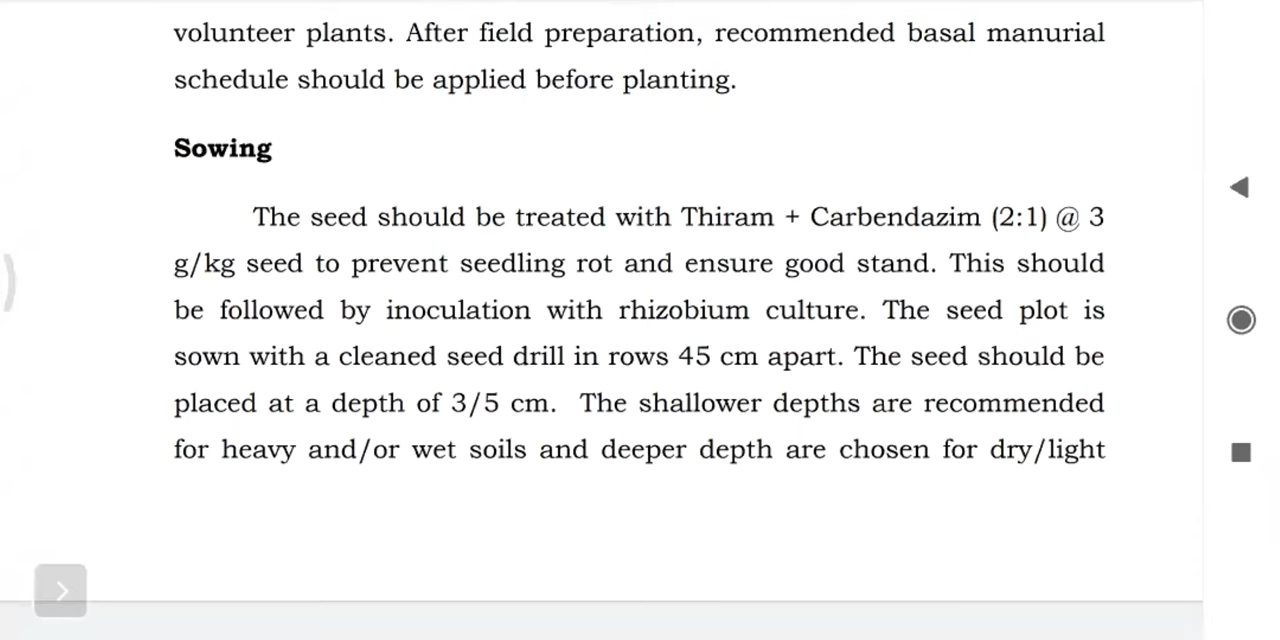 volunteer plants. After field preparation, recommended basal manurial
schedule should be applied before planting.
Sowing
The seed should be treated with Thiram + Carbendazim (2:1) @ 3
g/kg seed to prevent seedling rot and ensure good stand. This should
be followed by inoculation with rhizobium culture. The seed plot is
sown with a cleaned seed drill in rows 45 cm apart. The seed should be
placed at a depth of 3/5 cm. The shallower depths are recommended
for heavy and/or wet soils and deeper depth are chosen for dry/light